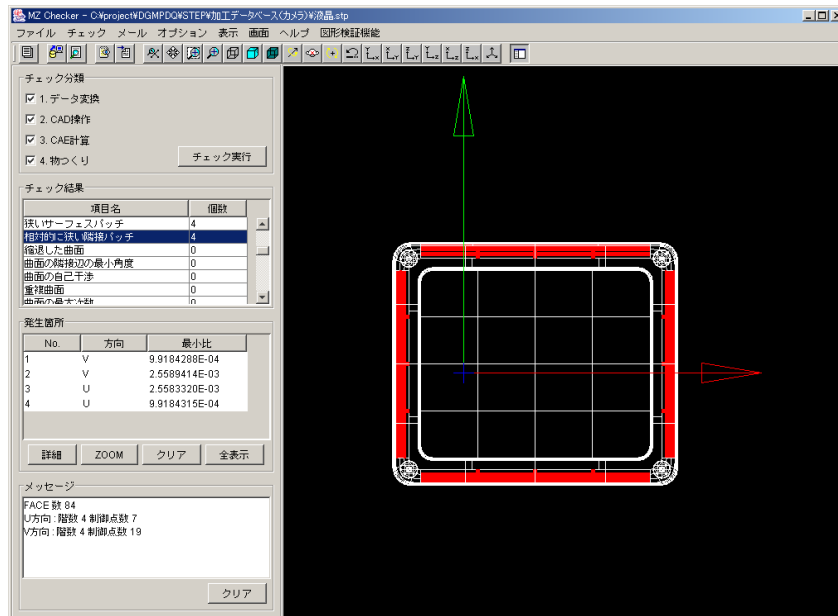 MZ Checker - C:¥project¥DGMPDQ¥STEP¥加工データベース(カメラ)¥液晶.stp
ファイル チェック メール オプション 表示 画面 ヘルプ 図形検証機能
チェック分類
1. データ変換
2. CAD操作
3. CAE計算
4. 物つくり
チェック実行
チェック結果
項目名 個数
狭いサーフェスパッチ 4
相対的に狭い隣接パッチ 4
縮退した曲面 0
曲面の隣接辺の最小角度 0
曲面の自己干渉 0
重複曲面 0
曲面の最大次数 0
発生箇所
No. 方向 最小比
1 V 9.9184288E-04
2 V 2.5589414E-03
3 U 2.5583320E-03
4 U 9.9184315E-04
詳細 ZOOM クリア 全表示
メッセージ
FACE 数 84
U方向 : 階数 4 制御点数 7
V方向 : 階数 4 制御点数 19
クリア